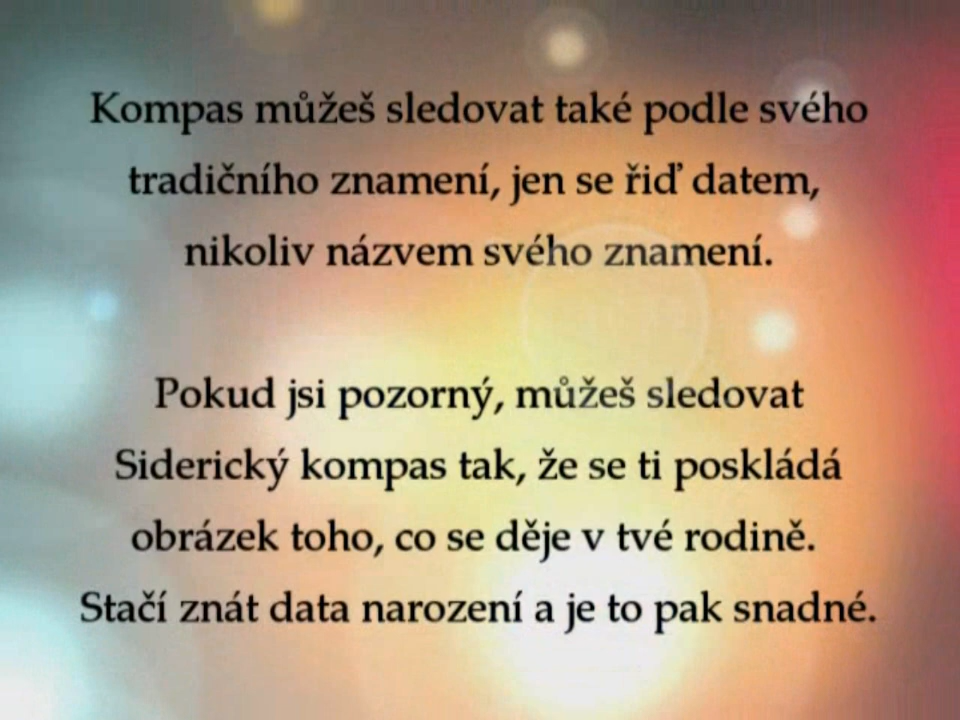 Kompas můžeš sledovat také podle svého
tradičního znamení, jen se řiď datem,
nikoliv názvem svého znamení.
Pokud jsi pozorný, můžeš sledovat
Siderický kompas tak, že se ti poskládá
obrázek toho, co se děje v tvé rodině.
Stačí znát data narození a je to pak snadné.